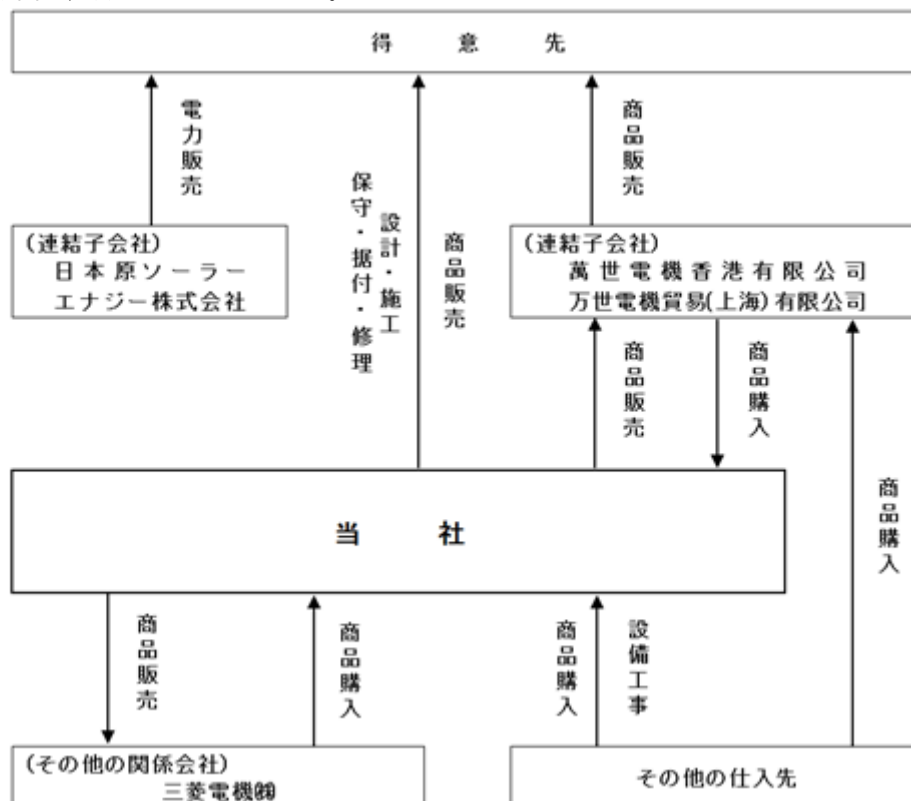 得意先
電力販売
保守・据付・修理
設計・施工
商品販売
商品販売
(連結子会社)
日本原ソーラー
エナジー株式会社
(連結子会社)
萬世電機香港有限公司
万世電機貿易(上海)有限公司
商品販売
商品購入
商品購入
当社
商品販売
商品購入
商品購入
設備工事
(その他の関係会社)
三菱電機㈱
その他の仕入先